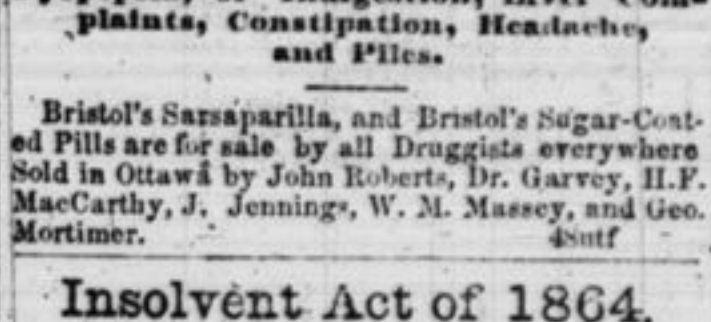 plaints, Constipation, Headache,
and Piles.
Bristol's Sarsaparilla, and Bristol's Sugar-Coat-
ed Pills are for sale by all Druggists everywhere
Sold in Ottawa by John Roberts, Dr. Garvey, H.F.
MacCarthy, J. Jennings, W. M. Massey, and Geo.
Mortimer.
Insolvent Act of 1864.